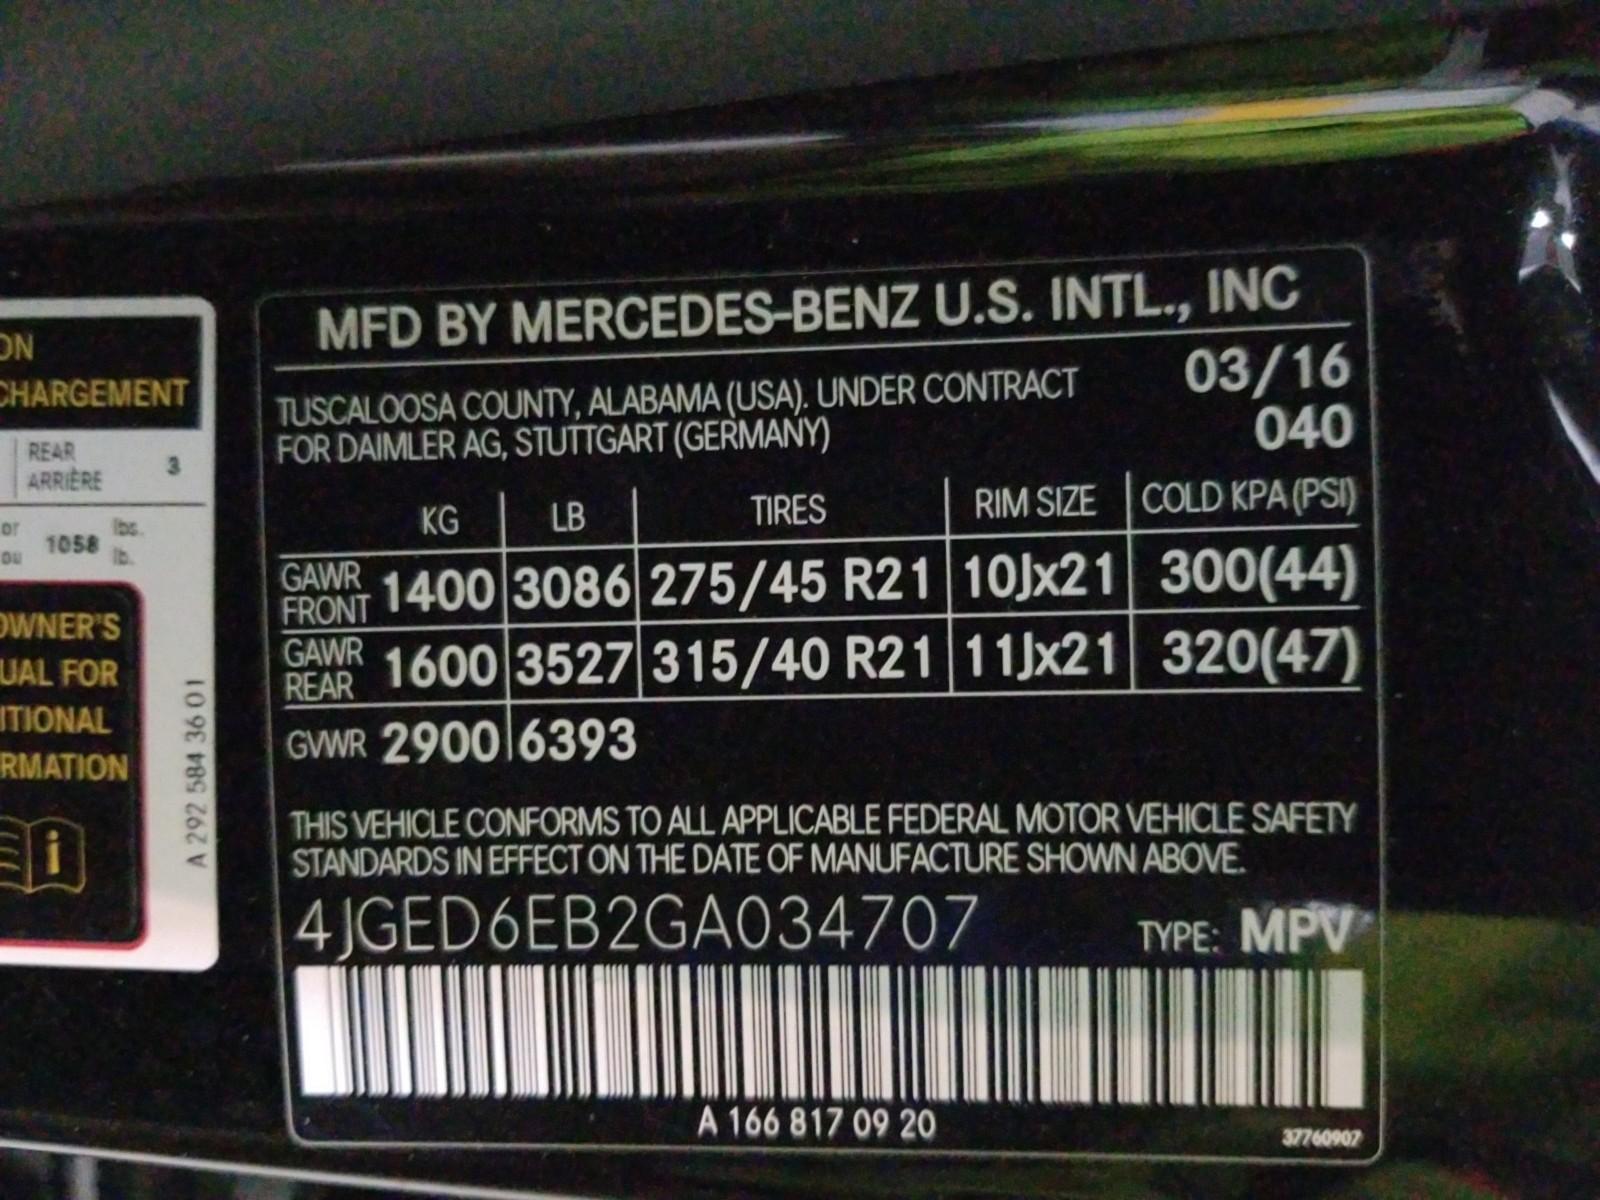 ON
CHARGEMENT
REAR
ARRIÈRE 3
or lbs.
1058
ou lb.
OWNER'S
UAL FOR
ITIONAL
RMATION
i
A 292 584 36 01
MFD BY MERCEDES-BENZ U.S. INTL., INC
TUSCALOOSA COUNTY, ALABAMA (USA). UNDER CONTRACT
FOR DAIMLER AG, STUTTGART (GERMANY)
03/16
040
KG LB TIRES RIM SIZE COLD KPA (PSI)
GAWR
FRONT 1400 3086 275/45 R21 10Jx21 300(44)
GAWR
REAR 1600 3527 315/40 R21 11Jx21 320(47)
GVWR 2900 6393
THIS VEHICLE CONFORMS TO ALL APPLICABLE FEDERAL MOTOR VEHICLE SAFETY
STANDARDS IN EFFECT ON THE DATE OF MANUFACTURE SHOWN ABOVE.
4JGED6EB2GA034707 TYPE: MPV
A 166 817 09 20
37760907